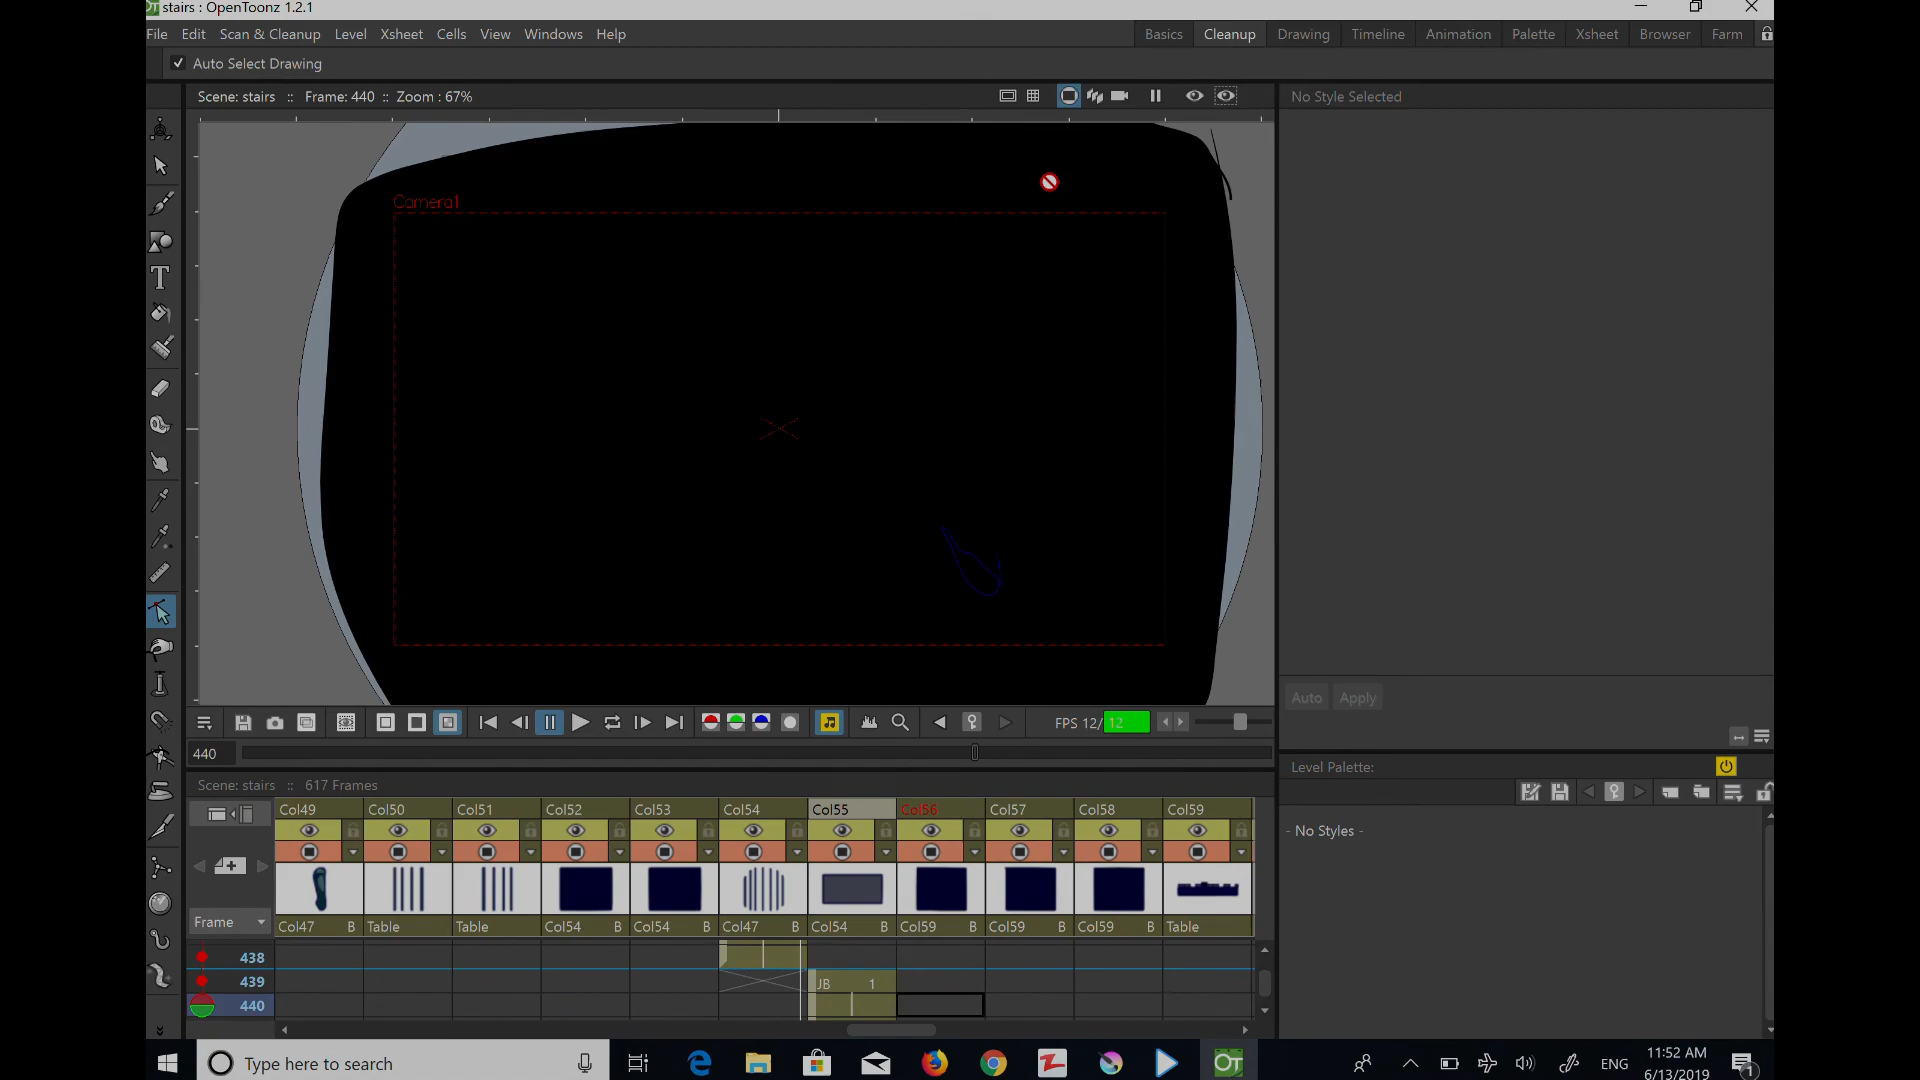 stairs : OpenToonz 1.2.1
File Edit Scan & Cleanup Level Xsheet Cells View Windows Help
Basics Cleanup Drawing Timeline Animation Palette Xsheet Browser Farm
Auto Select Drawing
Scene: stairs :: Frame: 440 :: Zoom : 67%
No Style Selected
Camera1
Auto Apply
FPS 12/12
440
Level Palette:
Scene: stairs :: 617 Frames
Col49 Col50 Col51 Col52 Col53 Col54 Col55 Col56 Col57 Col58 Col59
- No Styles -
Frame
Col47 B Table Table Col54 B Col54 B Col47 B Col54 B Col59 B Col59 B Col59 B Table
438
439
JB 1
440
Type here to search
ENG
11:52 AM
6/13/2019
1